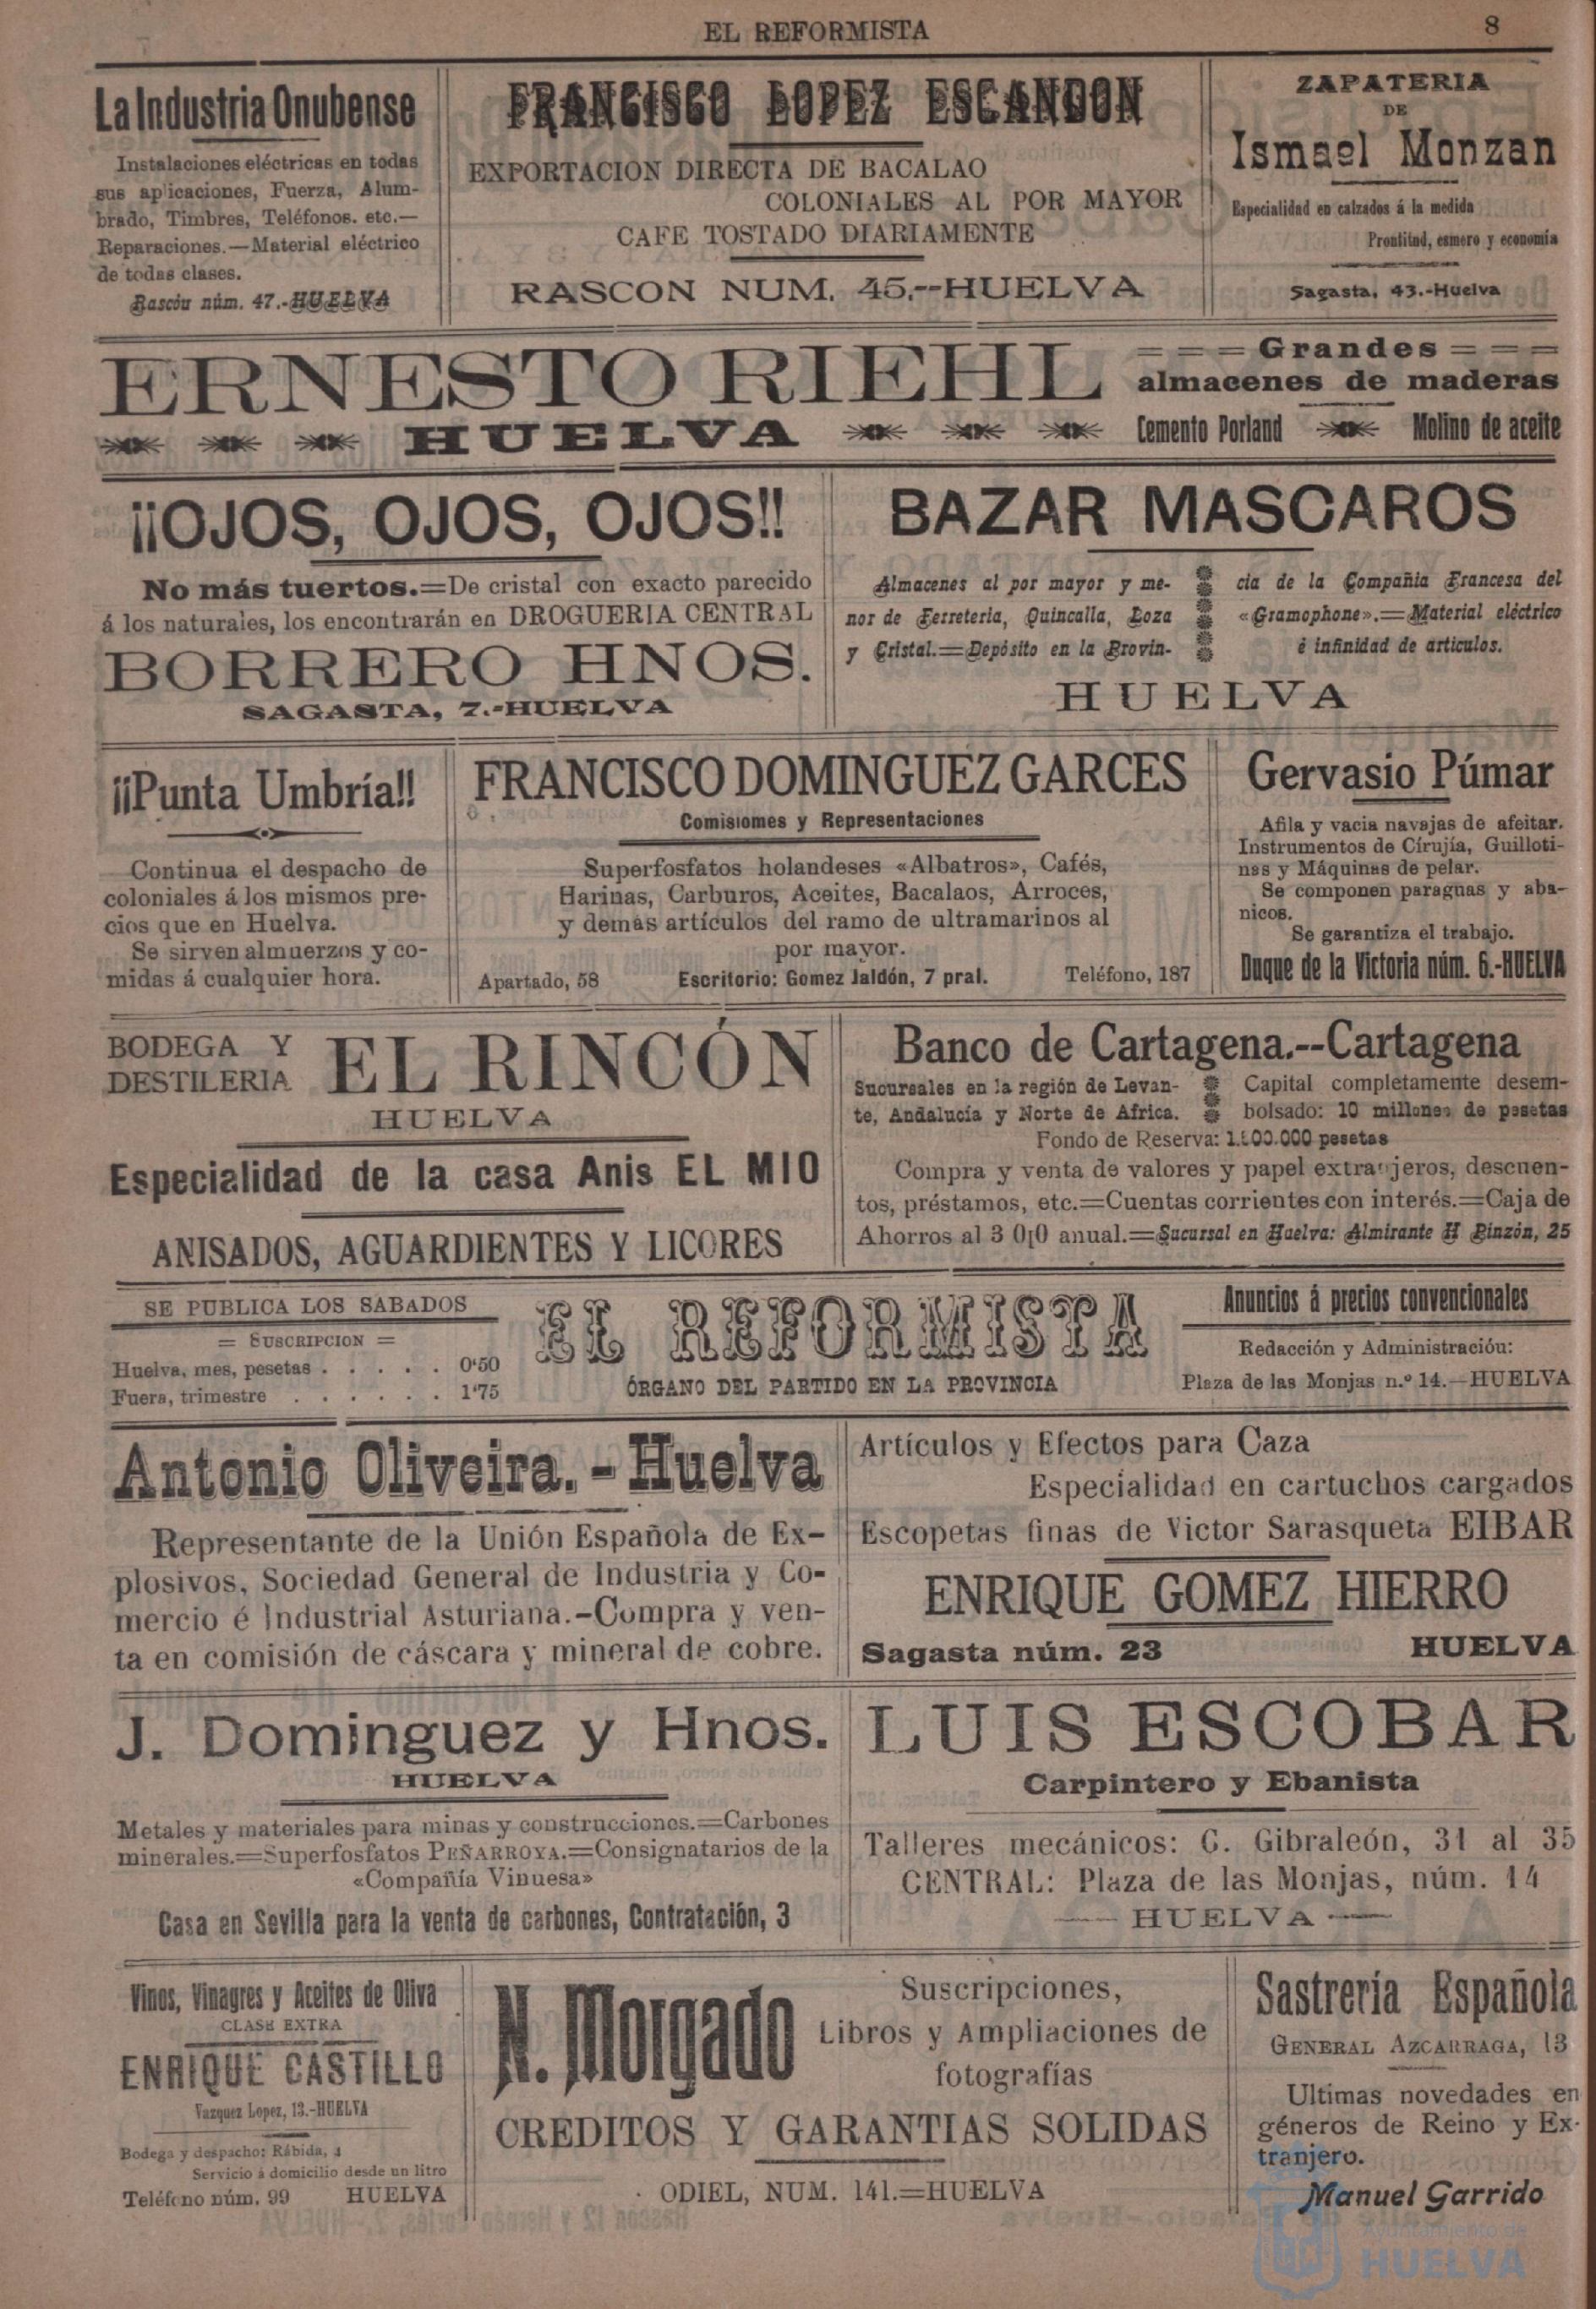 EL REFORMISTA
8
La Industria Onubense
Instalaciones eléctricas en todas
sus aplicaciones, Fuerza, Alum-
brado, Timbres, Teléfonos. etc.—
Reparaciones.—Material eléctrico
de todas clases.
Rascón núm. 47.-HUELVA
FRANCISCO LOPEZ ESCANDON
EXPORTACION DIRECTA DE BACALAO
COLONIALES AL POR MAYOR
CAFE TOSTADO DIARIAMENTE
RASCON NUM. 45.--HUELVA
ZAPATERIA
DE
Ismael Monzan
Especialidad en calzados á la medida
Prontitud, esmero y economía
Sagasta, 43.-Huelva
ERNESTO RIEHL
HUELVA
= = = Grandes = = =
almacenes de maderas
Cemento Porland Molino de aceite
¡¡OJOS, OJOS, OJOS!!
No más tuertos.=De cristal con exacto parecido
á los naturales, los encontrarán en DROGUERIA CENTRAL
BORRERO HNOS.
SAGASTA, 7.-HUELVA
BAZAR MASCAROS
Almacenes al por mayor y me-
nor de Ferreteria, Quincalla, Loza
y Cristal.=Depósito en la Provin-
cia de la Compañia Francesa del
«Gramophone».=Material eléctrico
é infinidad de articulos.
HUELVA
¡¡Punta Umbría!!
Continua el despacho de
coloniales á los mismos pre-
cios que en Huelva.
Se sirven almuerzos y co-
midas á cualquier hora.
FRANCISCO DOMINGUEZ GARCES
Comisiomes y Representaciones
Superfosfatos holandeses «Albatros», Cafés,
Harinas, Carburos, Aceites, Bacalaos, Arroces,
y demás artículos del ramo de ultramarinos al
por mayor.
Apartado, 58 Escritorio: Gomez Jaldón, 7 pral. Teléfono, 187
Gervasio Púmar
Afila y vacia navajas de afeitar.
Instrumentos de Círujía, Guilloti-
nas y Máquinas de pelar.
Se componen paraguas y aba-
nicos.
Se garantiza el trabajo.
Duque de la Victoria núm. 6.-HUELVA
BODEGA Y
DESTILERIA
EL RINCÓN
HUELVA
Especialidad de la casa Anis EL MIO
ANISADOS, AGUARDIENTES Y LICORES
Banco de Cartagena.--Cartagena
Sucursales en la región de Levan-
te, Andalucía y Norte de Africa.
Capital completamente desem-
bolsado: 10 millones de pesetas
Fondo de Reserva: 1.500.000 pesetas
Compra y venta de valores y papel extranjeros, descuen-
tos, préstamos, etc.=Cuentas corrientes con interés.=Caja de
Ahorros al 3 0¡0 anual.=Sucursal en Huelva: Almirante H Pinzón, 25
SE PUBLICA LOS SABADOS
= SUSCRIPCION =
Huelva, mes, pesetas . . . . . 0'50
Fuera, trimestre . . . . . . 1'75
EL REFORMISTA
ÓRGANO DEL PARTIDO EN LA PROVINCIA
Anuncios á precios convencionales
Redacción y Administración:
Plaza de las Monjas n.º 14.—HUELVA
Antonio Oliveira.-Huelva
Representante de la Unión Española de Ex-
plosivos, Sociedad General de Industria y Co-
mercio é Industrial Asturiana.-Compra y ven-
ta en comisión de cáscara y mineral de cobre.
Artículos y Efectos para Caza
Especialidad en cartuchos cargados
Escopetas finas de Victor Sarasqueta EIBAR
ENRIQUE GOMEZ HIERRO
Sagasta núm. 23 HUELVA
J. Dominguez y Hnos.
HUELVA
Metales y materiales para minas y construcciones.=Carbones
minerales.=Superfosfatos PEÑARROYA.=Consignatarios de la
«Compañía Vinuesa»
Casa en Sevilla para la venta de carbones, Contratación, 3
LUIS ESCOBAR
Carpintero y Ebanista
Talleres mecánicos: C. Gibraleón, 31 al 35
CENTRAL: Plaza de las Monjas, núm. 14
— HUELVA —
Vinos, Vinagres y Aceites de Oliva
CLASE EXTRA
ENRIQUE CASTILLO
Vazquez Lopez, 13.-HUELVA
Bodega y despacho: Rábida, 4
Servicio á domicilio desde un litro
Teléfono núm. 99 HUELVA
N. Morgado
Suscripciones,
Libros y Ampliaciones de
fotografías
CREDITOS Y GARANTIAS SOLIDAS
ODIEL, NUM. 141.=HUELVA
Sastrería Española
GENERAL AZCARRAGA, 13
Ultimas novedades en
géneros de Reino y Ex-
tranjero.
Manuel Garrido
Ayuntamiento de
HUELVA